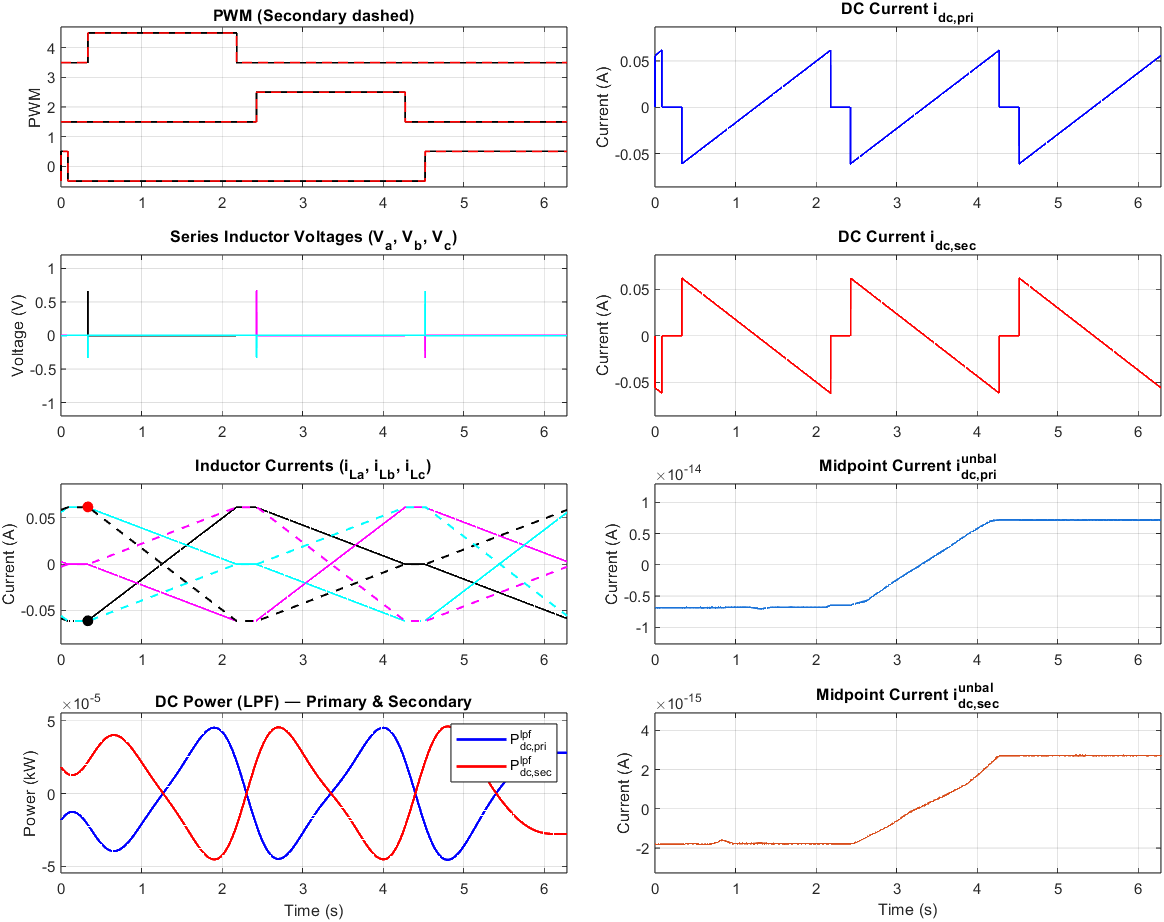 PWM (Secondary dashed)
PWM
4
3
2
1
0
0 1 2 3 4 5 6
DC Current i_dc,pri
Current (A)
0.05
0
-0.05
0 1 2 3 4 5 6
Series Inductor Voltages (V_a, V_b, V_c)
Voltage (V)
1
0.5
0
-0.5
-1
0 1 2 3 4 5 6
DC Current i_dc,sec
Current (A)
0.05
0
-0.05
0 1 2 3 4 5 6
Inductor Currents (i_La, i_Lb, i_Lc)
Current (A)
0.05
0
-0.05
0 1 2 3 4 5 6
Midpoint Current i^unbal_dc,pri
×10^-14
Current (A)
1
0.5
0
-0.5
-1
0 1 2 3 4 5 6
DC Power (LPF) — Primary & Secondary
×10^-5
Power (kW)
5
0
-5
P^lpf_dc,pri
P^lpf_dc,sec
0 1 2 3 4 5 6
Time (s)
Midpoint Current i^unbal_dc,sec
×10^-15
Current (A)
4
2
0
-2
0 1 2 3 4 5 6
Time (s)